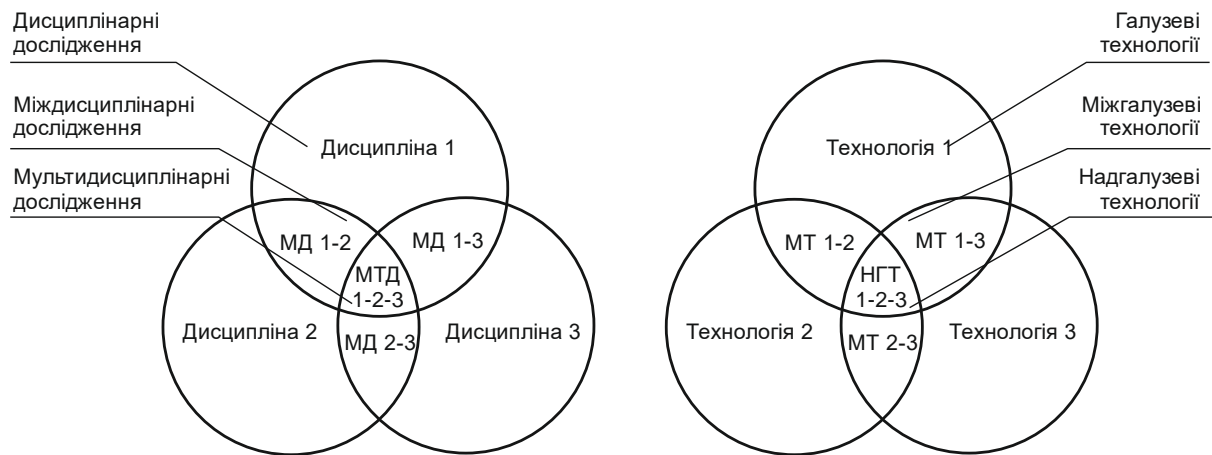 Дисциплінарні
дослідження
Міждисциплінарні
дослідження
Мультидисциплінарні
дослідження
Дисципліна 1
МД 1-2
МД 1-3
МТД
1-2-3
Дисципліна 2
МД 2-3
Дисципліна 3
Галузеві
технології
Міжгалузеві
технології
Надгалузеві
технології
Технологія 1
МТ 1-2
МТ 1-3
НГТ
1-2-3
Технологія 2
МТ 2-3
Технологія 3